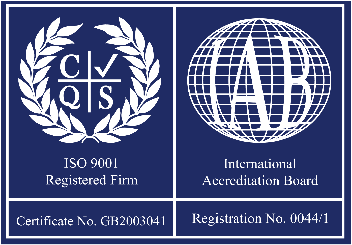 C
Q S
ISO 9001
Registered Firm
Certificate No. GB2003041
IAB
International
Accreditation Board
Registration No. 0044/1